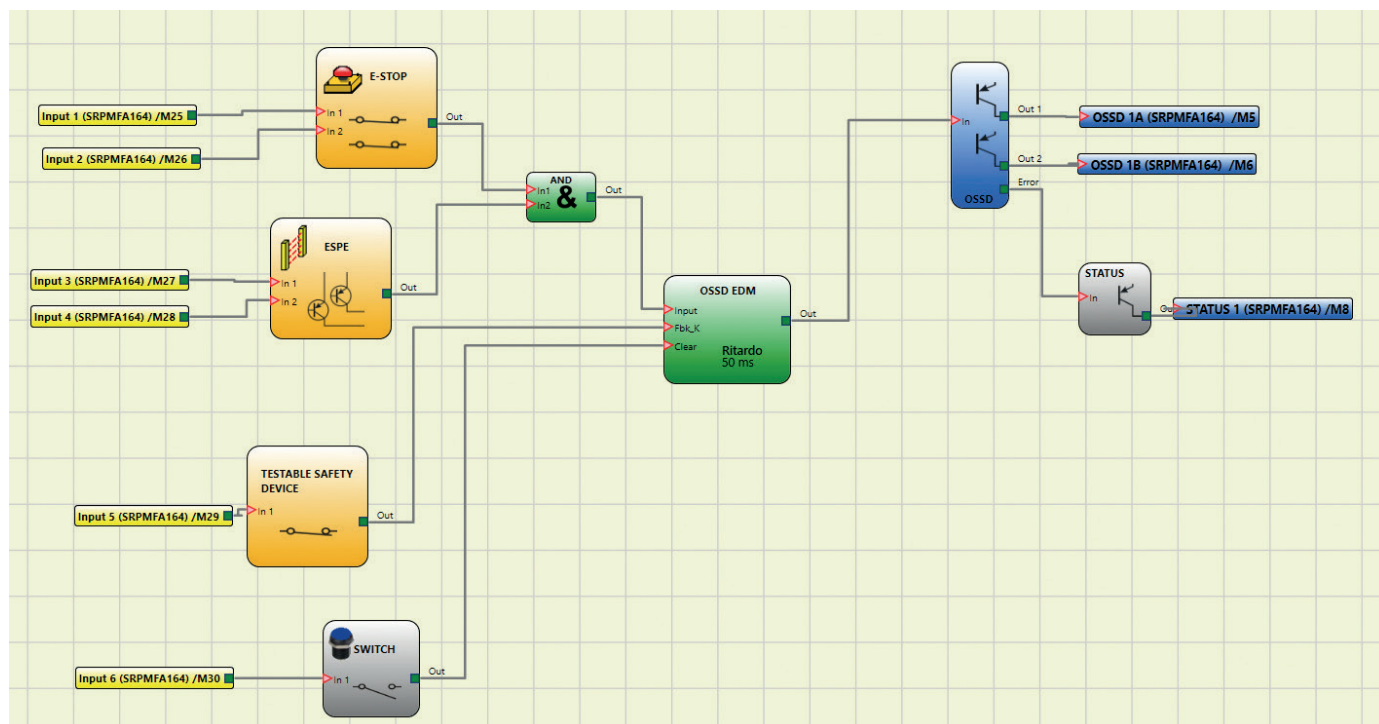 E-STOP
Input 1 (SRPMFA164) /M25
In 1
Out
In 2
Input 2 (SRPMFA164) /M26
AND
&
In1
In2
Out
ESPE
Input 3 (SRPMFA164) /M27
In 1
Out
In 2
Input 4 (SRPMFA164) /M28
OSSD EDM
Input
Fbk_K
Clear
Out
Ritardo
50 ms
In
Out 1
OSSD 1A (SRPMFA164) /M5
Out 2
OSSD 1B (SRPMFA164) /M6
Error
OSSD
STATUS
In
Out
STATUS 1 (SRPMFA164) /M8
TESTABLE SAFETY
DEVICE
Input 5 (SRPMFA164) /M29
In 1
Out
SWITCH
Input 6 (SRPMFA164) /M30
In 1
Out